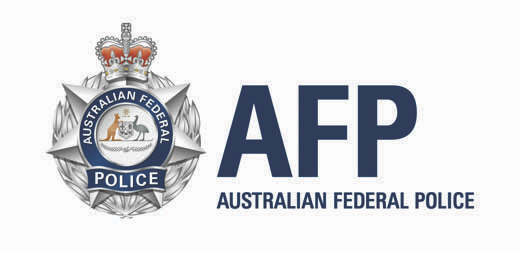 AUSTRALIAN FEDERAL
POLICE
AFP
AUSTRALIAN FEDERAL POLICE